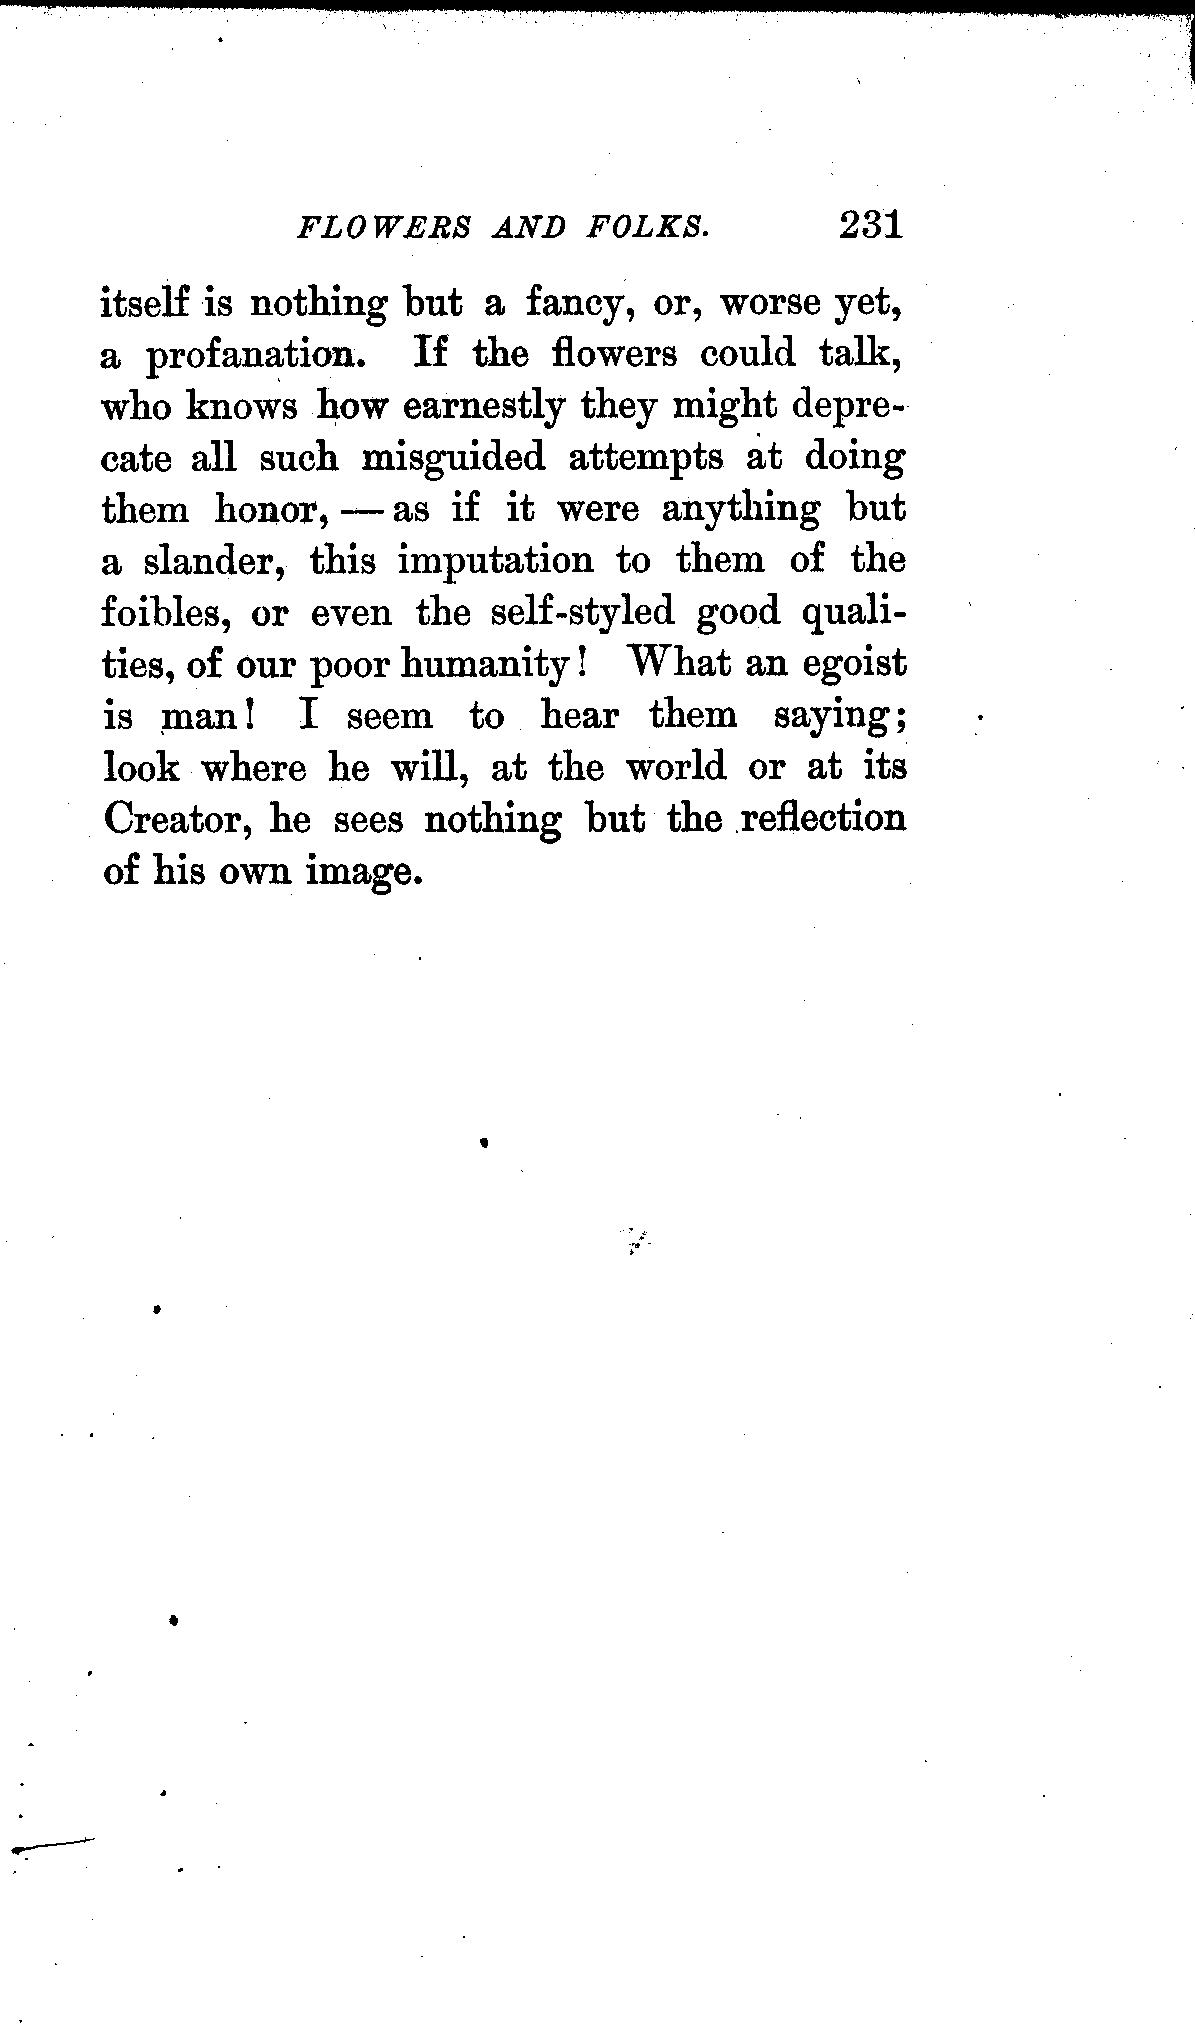 FLOWERS AND FOLKS. 231
itself is nothing but a fancy, or, worse yet,
a profanation. If the flowers could talk,
who knows how earnestly they might depre-
cate all such misguided attempts at doing
them honor, — as if it were anything but
a slander, this imputation to them of the
foibles, or even the self-styled good quali-
ties, of our poor humanity! What an egoist
is man! I seem to hear them saying;
look where he will, at the world or at its
Creator, he sees nothing but the reflection
of his own image.